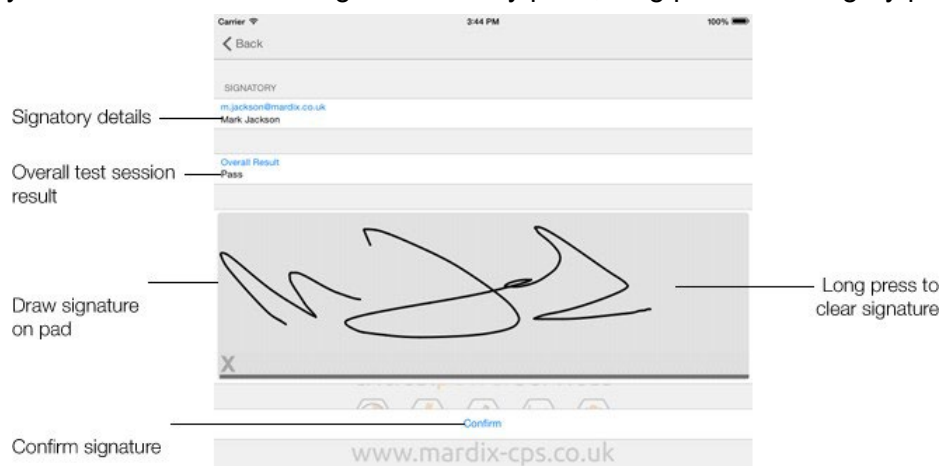 Carrier 3:44 PM 100%
Back
SIGNATORY
m.jackson@mardix.co.uk
Mark Jackson
Overall Result
Pass
Signatory details
Overall test session
result
Draw signature
on pad
Long press to
clear signature
X
Confirm
Confirm signature
www.mardix-cps.co.uk